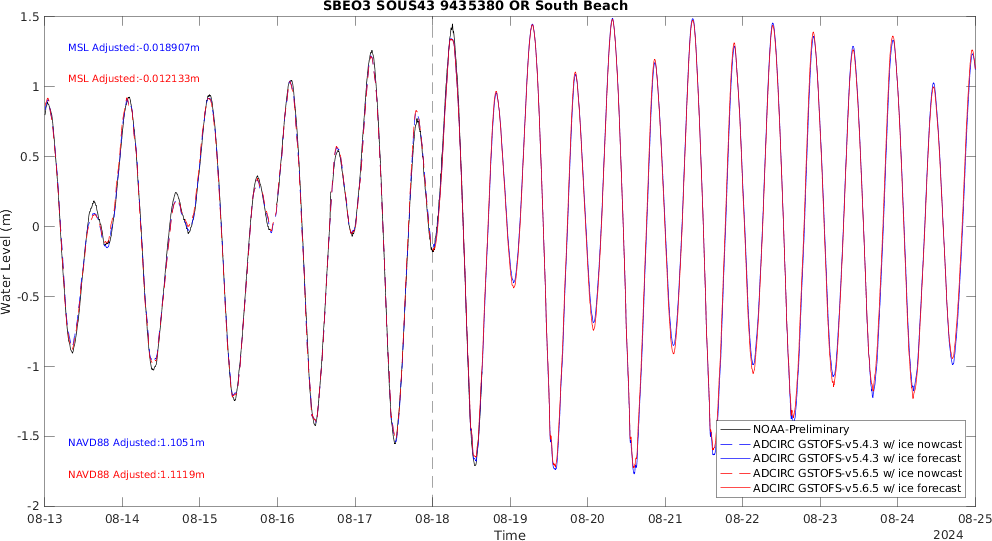 SBEO3 SOUS43 9435380 OR South Beach
1.5
1
0.5
0
-0.5
-1
-1.5
-2
Water Level (m)
MSL Adjusted:-0.018907m
MSL Adjusted:-0.012133m
NAVD88 Adjusted:1.1051m
NAVD88 Adjusted:1.1119m
NOAA-Preliminary
ADCIRC GSTOFS-v5.4.3 w/ ice nowcast
ADCIRC GSTOFS-v5.4.3 w/ ice forecast
ADCIRC GSTOFS-v5.6.5 w/ ice nowcast
ADCIRC GSTOFS-v5.6.5 w/ ice forecast
08-13 08-14 08-15 08-16 08-17 08-18 08-19 08-20 08-21 08-22 08-23 08-24 08-25
Time
2024